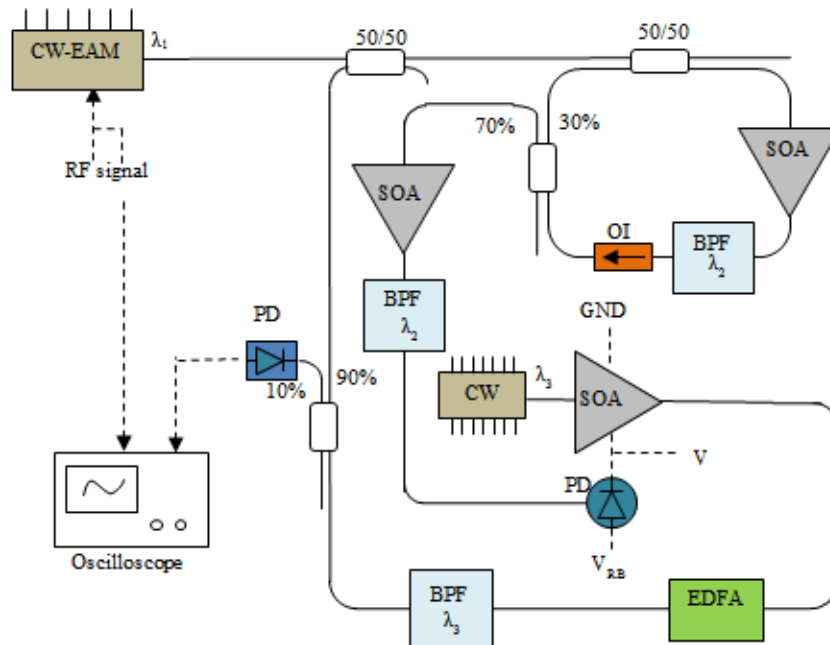 50/50
50/50
CW-EAM
λ₁
70%
30%
SOA
RF signal
SOA
OI
BPF
λ₂
BPF
λ₂
PD
GND
10%
90%
CW
λ₃
SOA
V
PD
Oscilloscope
V_RB
BPF
λ₃
EDFA